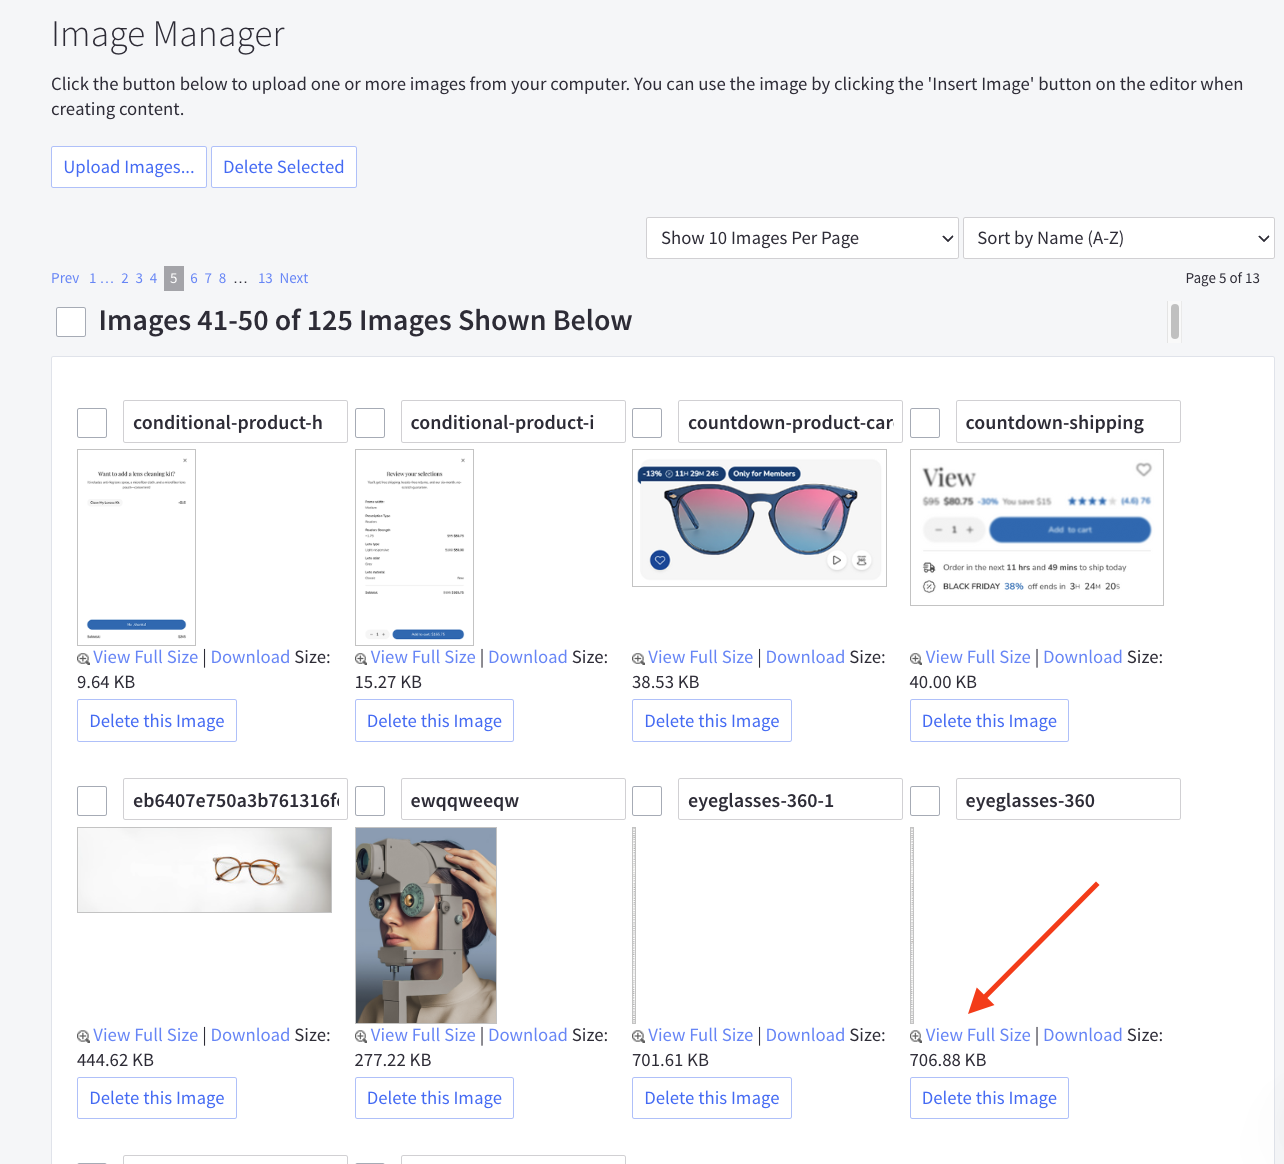 Image Manager
Click the button below to upload one or more images from your computer. You can use the image by clicking the 'Insert Image' button on the editor when
creating content.
Upload Images... Delete Selected
Show 10 Images Per Page Sort by Name (A-Z)
Prev 1 ... 2 3 4 5 6 7 8 ... 13 Next Page 5 of 13
Images 41-50 of 125 Images Shown Below
conditional-product-h conditional-product-i countdown-product-car countdown-shipping
Want to add a lens cleaning kit?
Review your selections
-13% 11H 29M 24S Only for Members
View
$95 $80.75 -30% You save $15 (4.6) 76
− 1 + Add to cart
Order in the next 11 hrs and 49 mins to ship today
BLACK FRIDAY 38% off ends in 3H 24M 20S
View Full Size | Download Size: View Full Size | Download Size: View Full Size | Download Size: View Full Size | Download Size:
9.64 KB 15.27 KB 38.53 KB 40.00 KB
Delete this Image Delete this Image Delete this Image Delete this Image
eb6407e750a3b761316f ewqqweeqw eyeglasses-360-1 eyeglasses-360
View Full Size | Download Size: View Full Size | Download Size: View Full Size | Download Size: View Full Size | Download Size:
444.62 KB 277.22 KB 701.61 KB 706.88 KB
Delete this Image Delete this Image Delete this Image Delete this Image